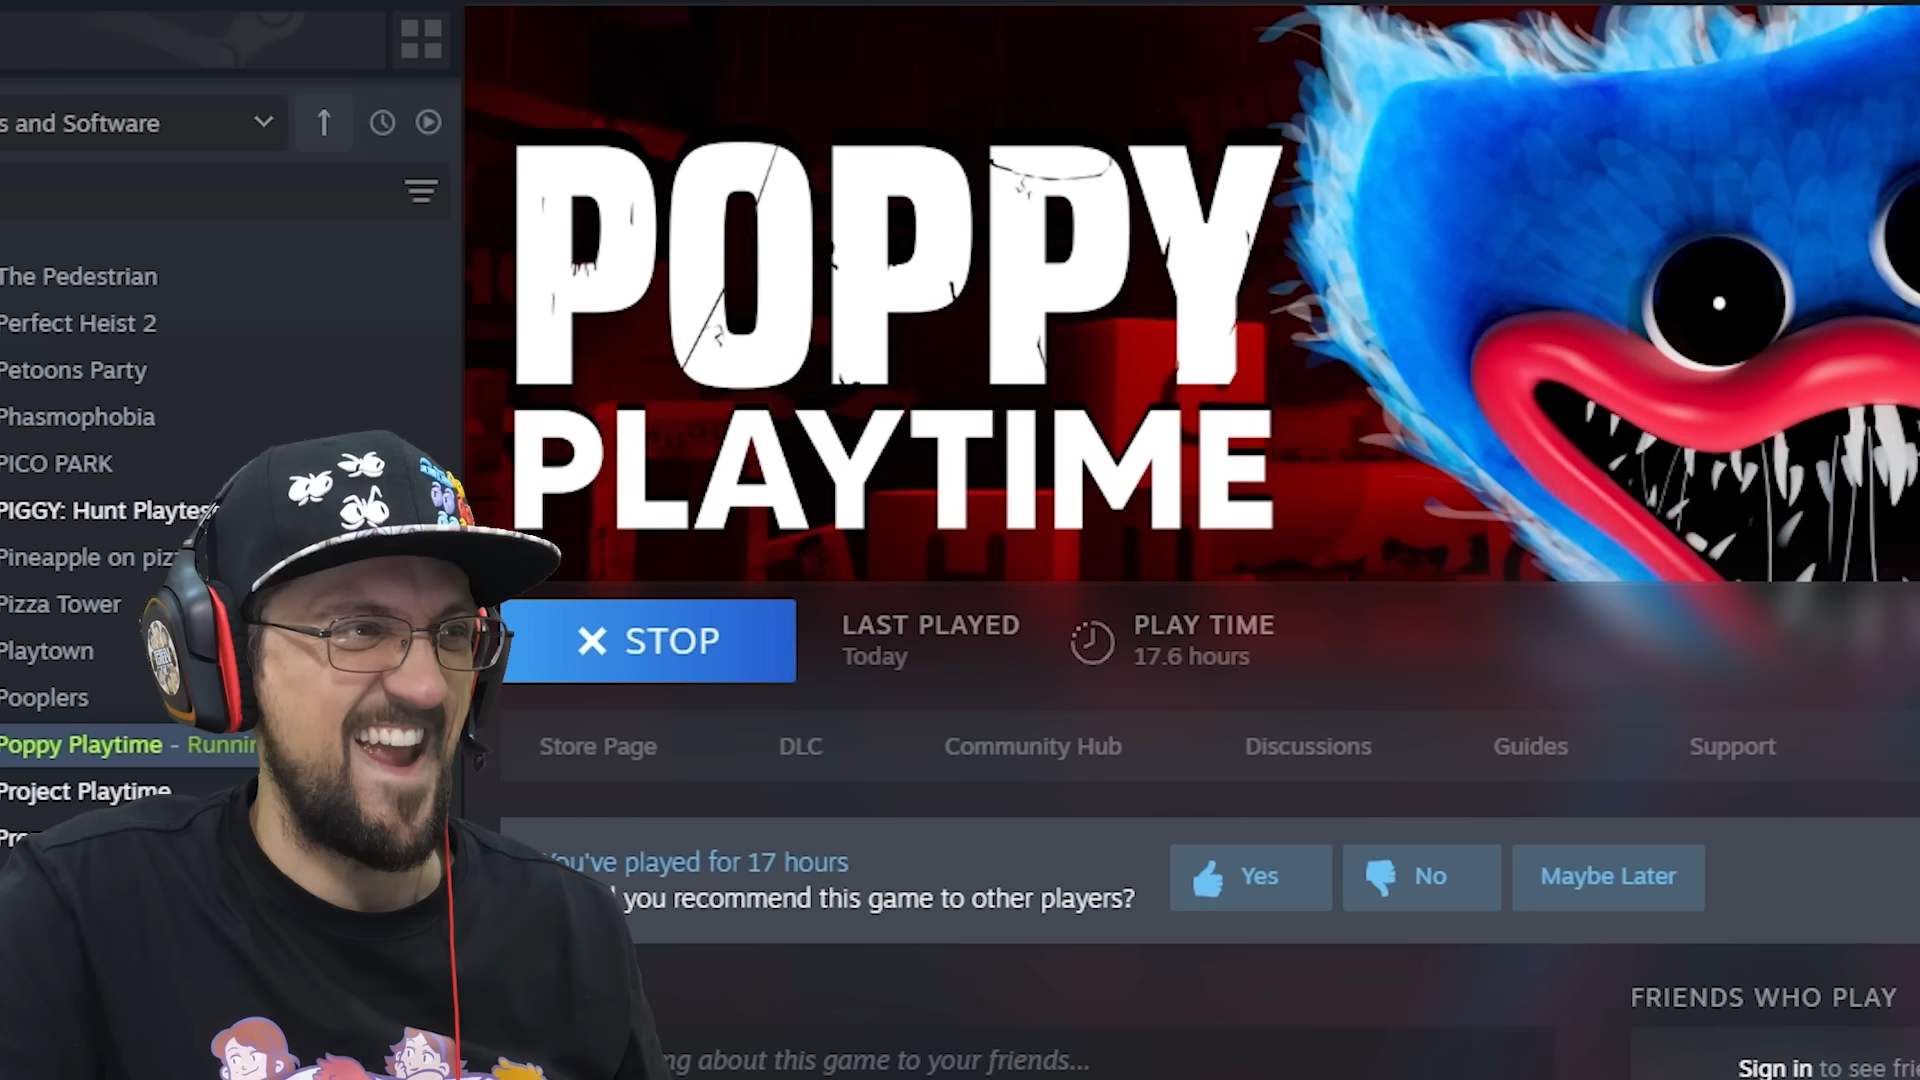 s and Software
The Pedestrian
Perfect Heist 2
Petoons Party
Phasmophobia
PICO PARK
PIGGY: Hunt Playtes
Pineapple on piz
Pizza Tower
Playtown
Pooplers
Poppy Playtime - Runnin
Project Playtime
POPPY
PLAYTIME
STOP
LAST PLAYED
Today
PLAY TIME
17.6 hours
Store Page
DLC
Community Hub
Discussions
Guides
Support
You've played for 17 hours
you recommend this game to other players?
Yes
No
Maybe Later
FRIENDS WHO PLAY
ng about this game to your friends...
Sign in to see frie